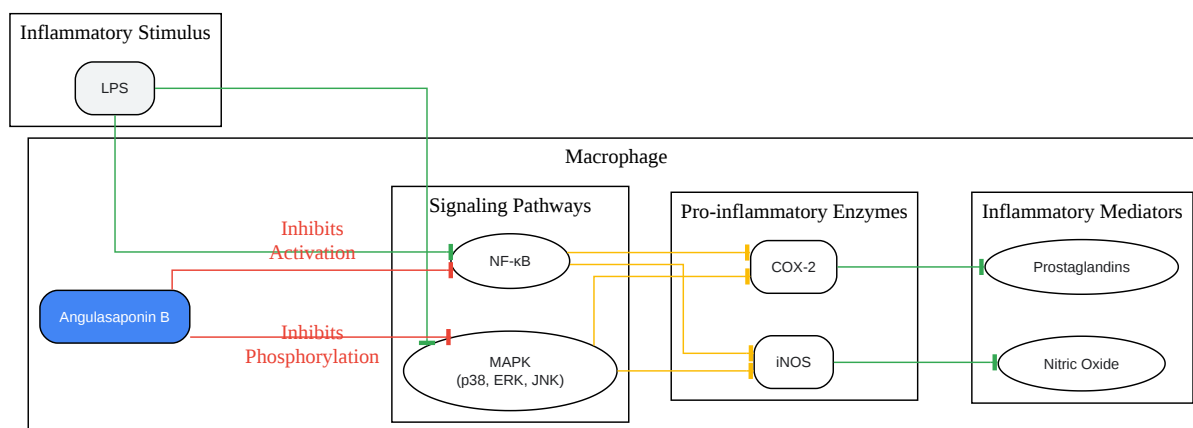 Inflammatory Stimulus
LPS
Macrophage
Signaling Pathways
Pro-inflammatory Enzymes
Inflammatory Mediators
Inhibits
Activation
NF-κB
COX-2
Prostaglandins
Angulasaponin B
Inhibits
Phosphorylation
MAPK
(p38, ERK, JNK)
iNOS
Nitric Oxide